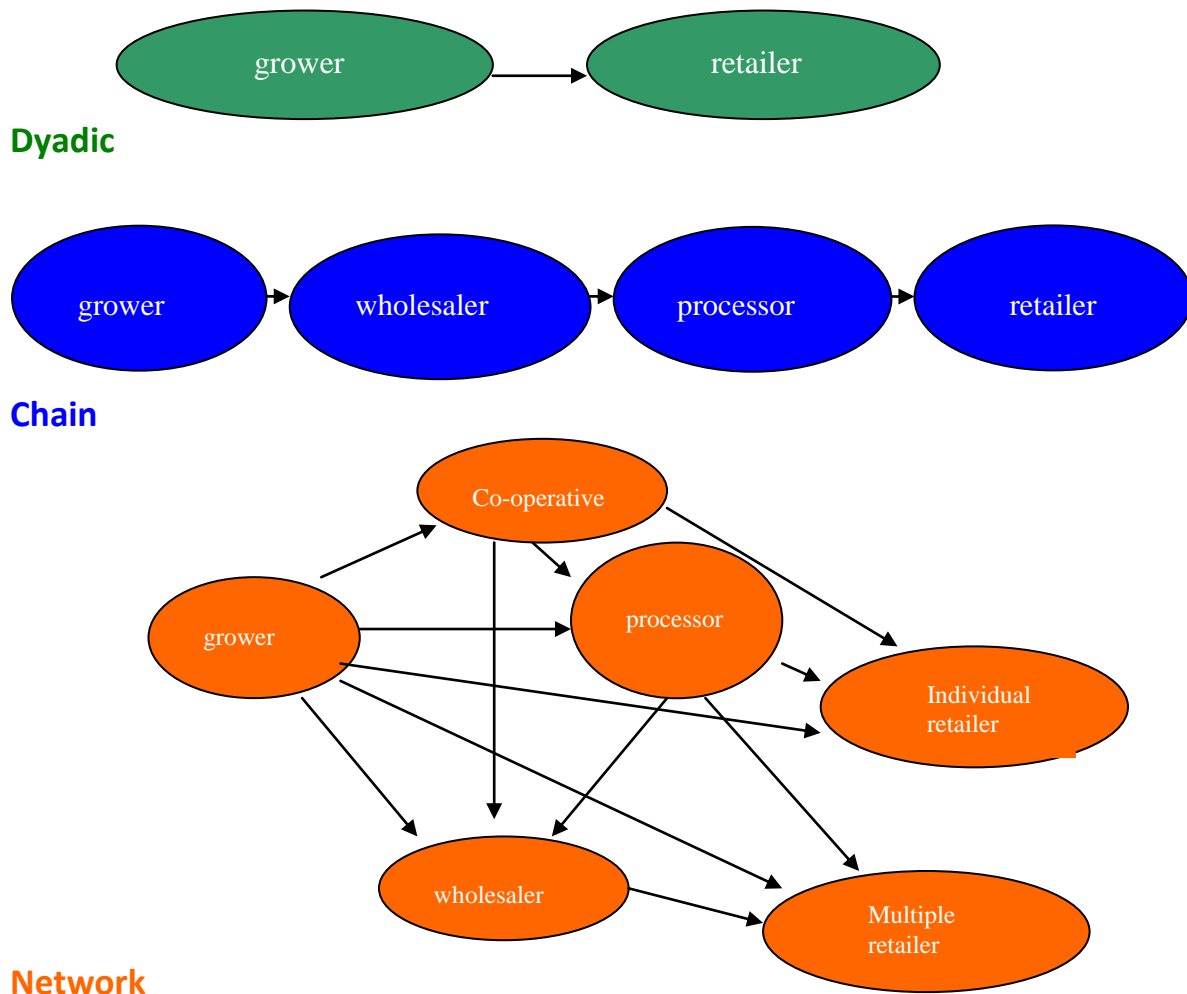 grower
retailer
Dyadic
grower
wholesaler
processor
retailer
Chain
Co-operative
processor
grower
Individual
retailer
wholesaler
Multiple
retailer
Network